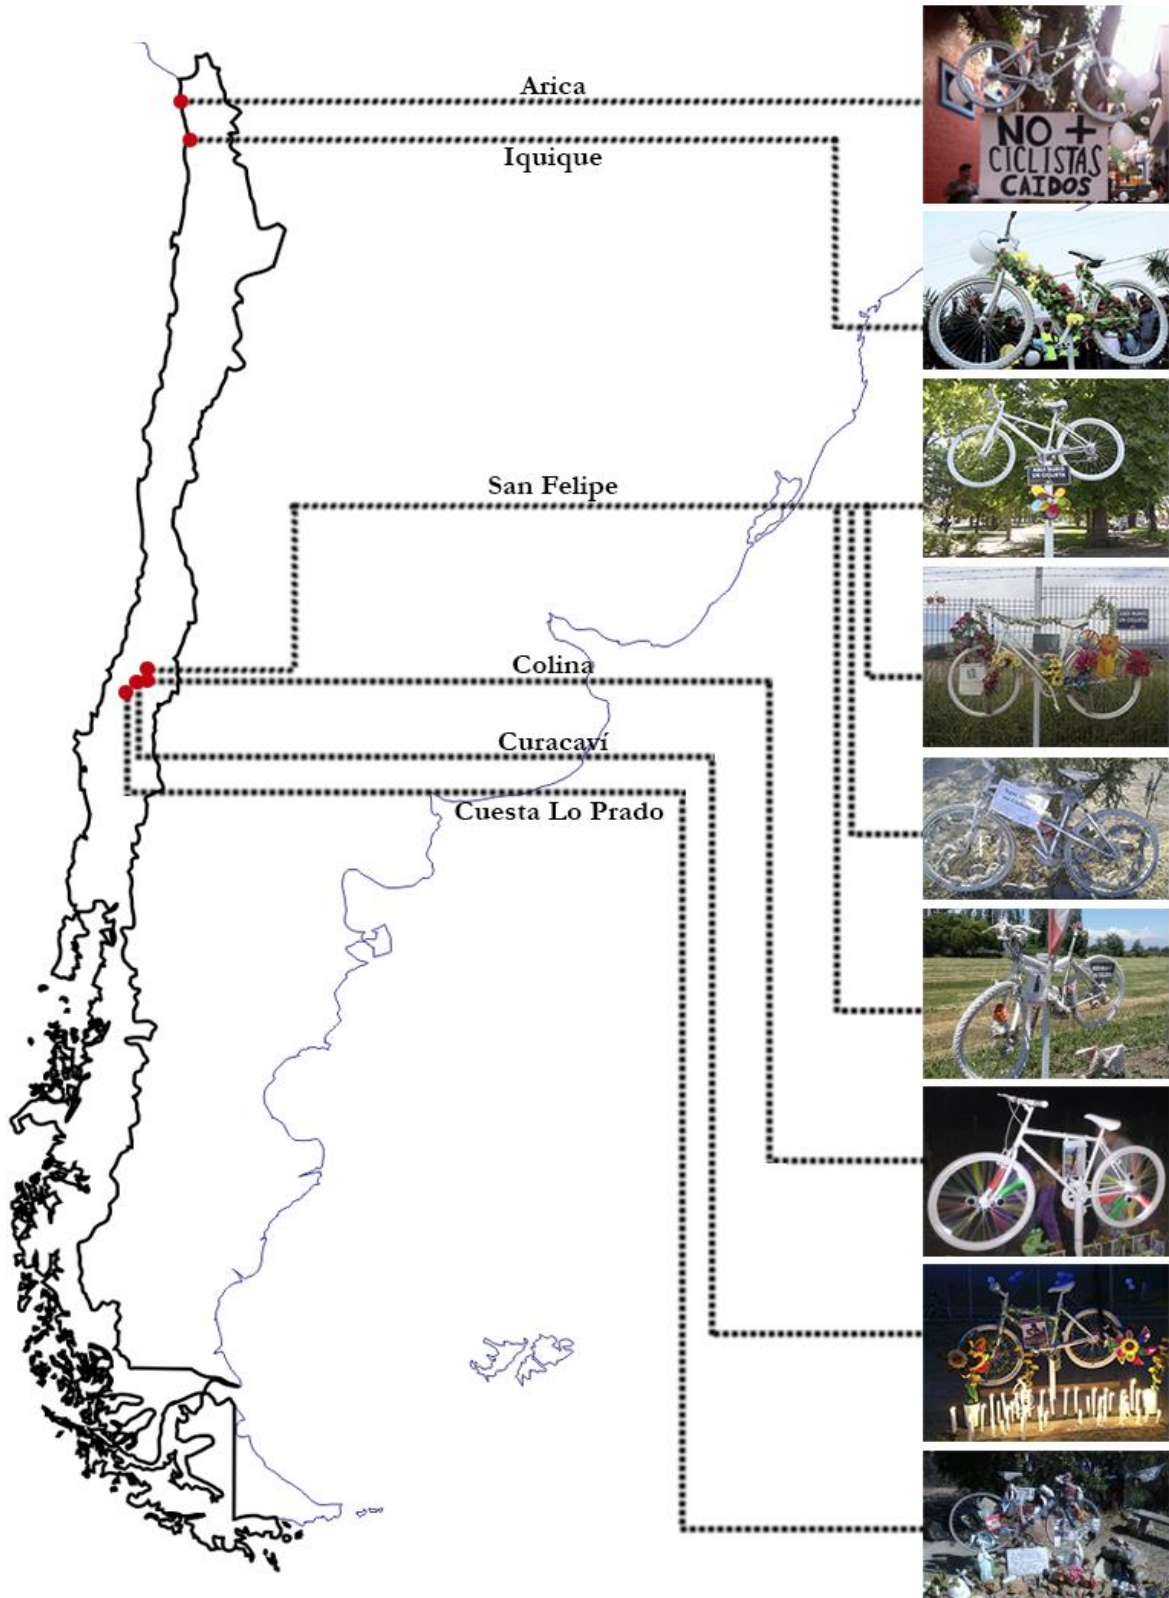 Arica
NO +
CICLISTAS
CAIDOS
Iquique
San Felipe
Colina
Curacaví
Cuesta Lo Prado